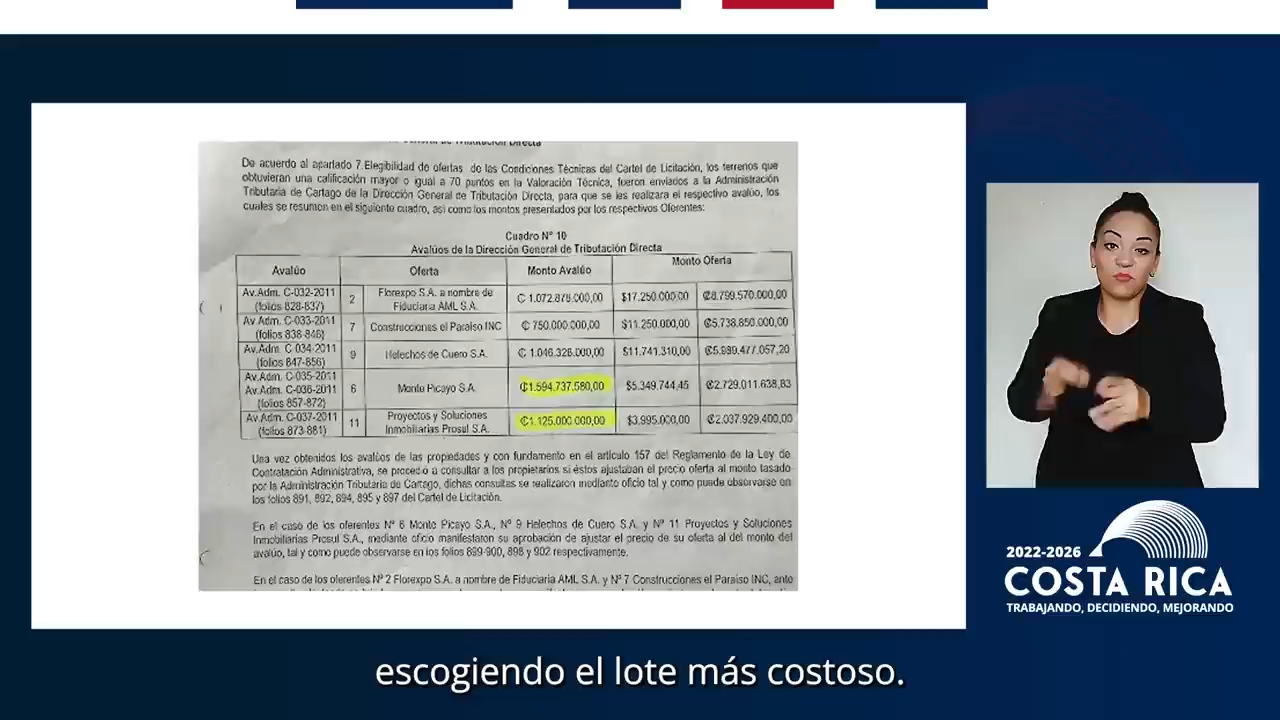 De acuerdo al apartado 7 Elegibilidad de ofertas de las Condiciones Técnicas del Cartel de Licitación, los terrenos que
obtuvieran una calificación mayor o igual a 70 puntos en la Valoración Técnica, fueron enviados a la Administración
Tributaria de Cartago de la Dirección General de Tributación Directa, para que se les realizara el respectivo avalúo, los
cuales se resumen en el siguiente cuadro, así como los montos presentados por los respectivos Oferentes:
Cuadro N° 10
Avalúos de la Dirección General de Tributación Directa
Avalúo Oferta Monto Avalúo Monto Oferta
Av.Adm. C-032-2011
(folios 828-837)
2
Florexpo S.A. a nombre de
Fiduciaria AML S.A.
₡ 1.072.878.000,00 $17.250.000,00 ₡8.799.570.000,00
Av.Adm. C-033-2011
(folios 838-846)
7 Construcciones el Paraiso INC ₡ 750.000.000,00 $11.250.000,00 ₡5.738.850.000,00
Av.Adm. C 034-2011
(folios 847-856)
9 Helechos de Cuero S.A. ₡ 1.046.328.000,00 $11.741.310,00 ₡5.989.477.057,20
Av.Adm. C-035-2011
Av.Adm. C-036-2011
(folios 857-872)
6 Monte Picayo S.A. ₡1.594.737.580,00 $5.349.744,45 ₡2.729.011.638,83
Av.Adm. C-037-2011
(folios 873-881)
11
Proyectos y Soluciones
Inmobiliarias Prosul S.A.
₡1.125.000.000,00 $3.995.000,00 ₡2.037.929.400,00
Una vez obtenidos los avalúos de las propiedades y con fundamento en el artículo 157 del Reglamento de la Ley de
Contratación Administrativa, se procedió a consultar a los propietarios si éstos ajustaban el precio oferta al monto tasado
por la Administración Tributaria de Cartago, dichas consultas se realizaron mediante oficio tal y como puede observarse en
los folios 891, 892, 894, 895 y 897 del Cartel de Licitación.
En el caso de los oferentes N° 6 Monte Picayo S.A., N° 9 Helechos de Cuero S.A. y N° 11 Proyectos y Soluciones
Inmobiliarias Prosul S.A., mediante oficio manifestaron su aprobación de ajustar el precio de su oferta al del monto del
avalúo, tal y como puede observarse en los folios 899-900, 898 y 902 respectivamente.
En el caso de los oferentes N° 2 Florexpo S.A. a nombre de Fiduciaria AML S.A. y N° 7 Construcciones el Paraiso INC, ante
2022-2026
COSTA RICA
TRABAJANDO, DECIDIENDO, MEJORANDO
escogiendo el lote más costoso.